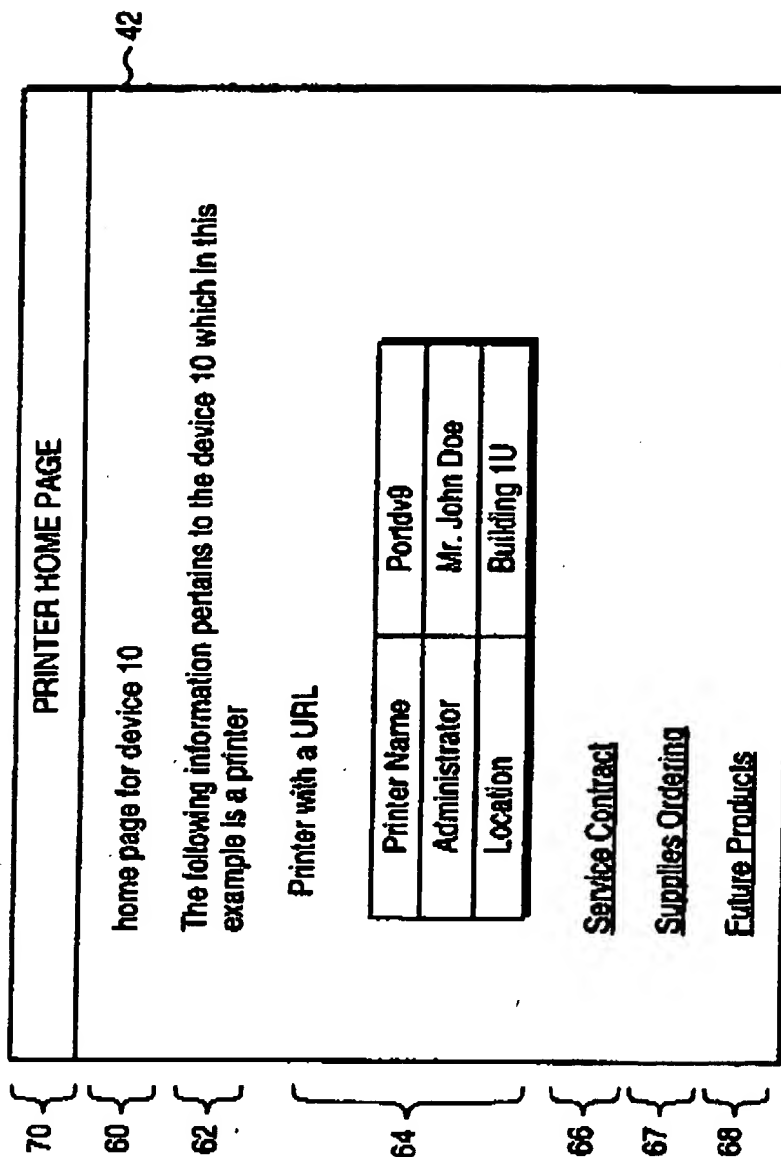 42
70 PRINTER HOME PAGE
60 home page for device 10
62 The following information pertains to the device 10 which in this
example is a printer
64 Printer with a URL
Printer Name Portdv9
Administrator Mr. John Doe
Location Building 1U
66 Service Contract
67 Supplies Ordering
68 Future Products